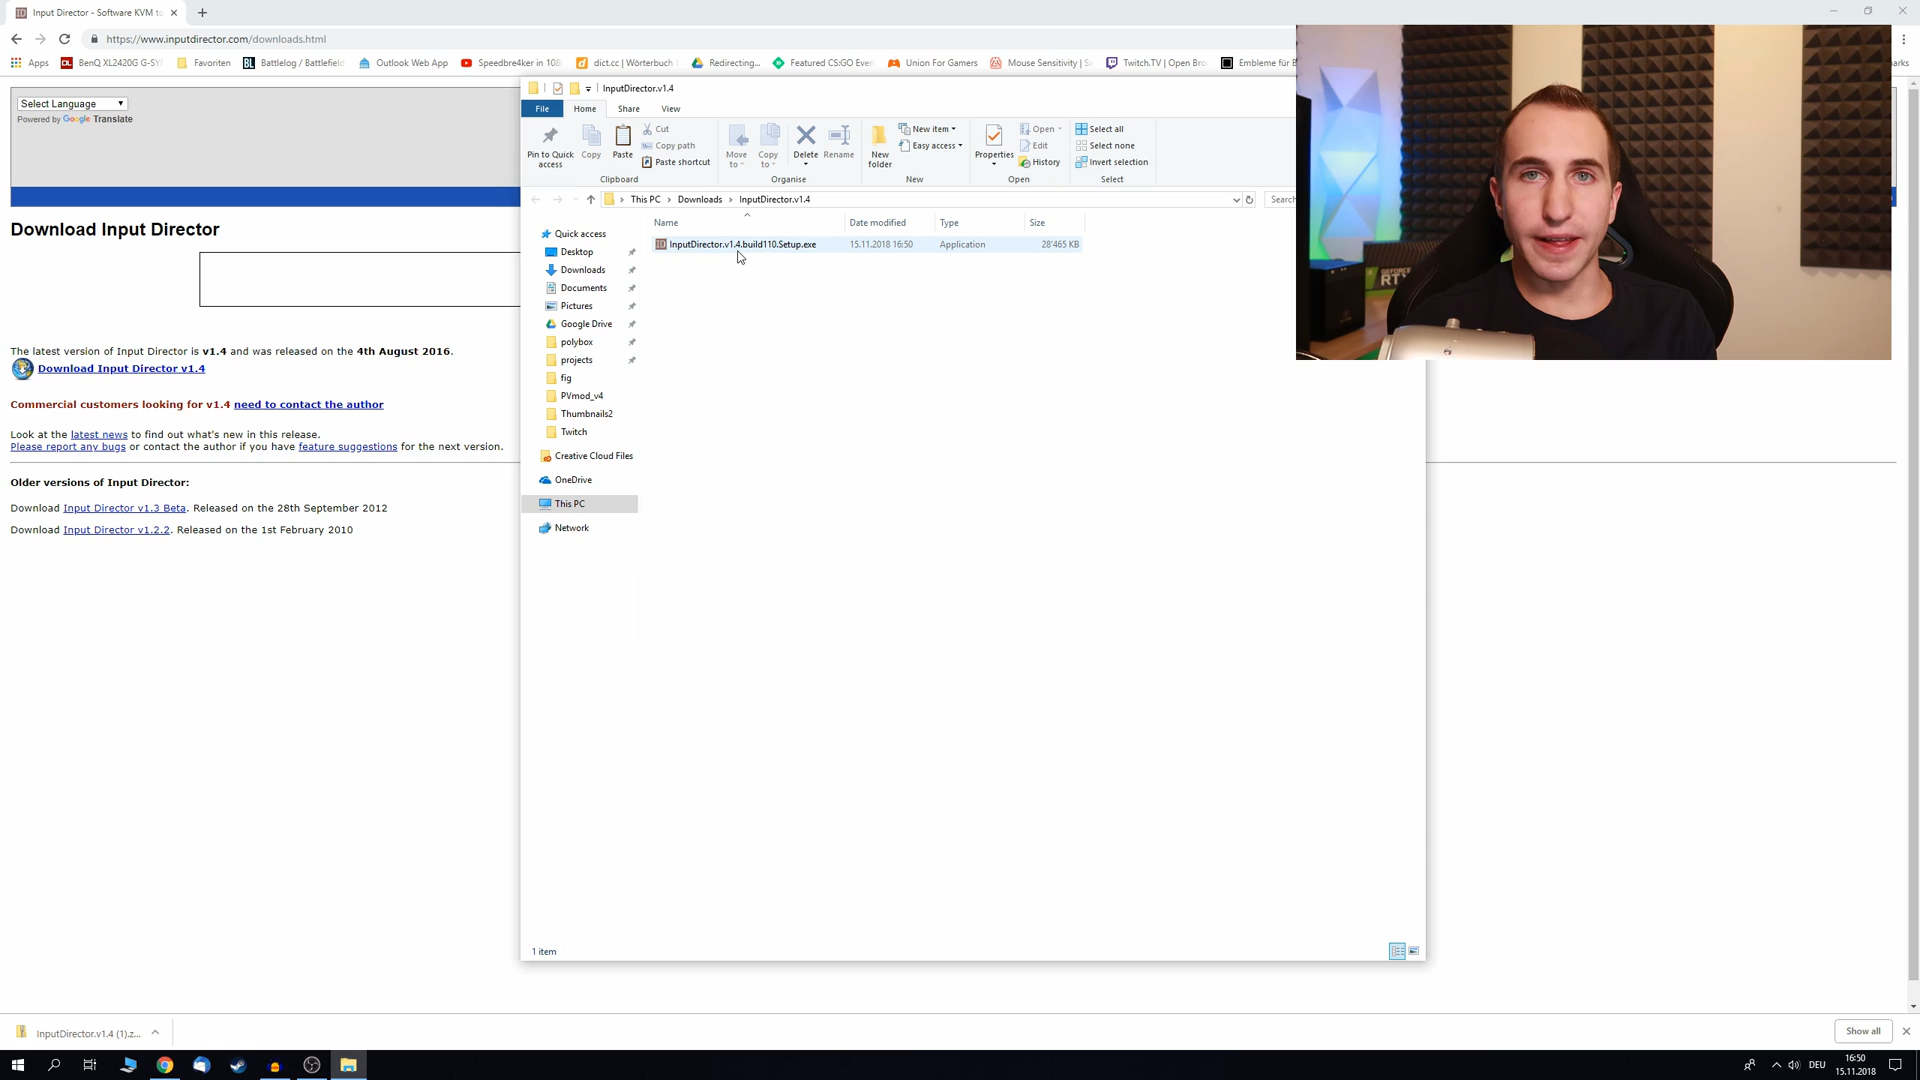 Input Director - Software KVM to
https://www.inputdirector.com/downloads.html
Apps
BenQ XL2420G G-SY
Favoriten
Battlelog / Battlefield
Outlook Web App
Speedbre4ker in 108
dict.cc | Wörterbuch
Redirecting...
Featured CS:GO Even
Union For Gamers
Mouse Sensitivity | Se
Twitch.TV | Open Bro
Embleme für B
arks
Select Language
Powered by Google Translate
Download Input Director
The latest version of Input Director is v1.4 and was released on the 4th August 2016.
Download Input Director v1.4
Commercial customers looking for v1.4 need to contact the author
Look at the latest news to find out what's new in this release.
Please report any bugs or contact the author if you have feature suggestions for the next version.
Older versions of Input Director:
Download Input Director v1.3 Beta. Released on the 28th September 2012
Download Input Director v1.2.2. Released on the 1st February 2010
InputDirector.v1.4
File
Home
Share
View
Pin to Quick access
Copy
Paste
Cut
Copy path
Paste shortcut
Clipboard
Move to
Copy to
Delete
Rename
Organise
New folder
New item
Easy access
New
Properties
Open
Edit
History
Open
Select all
Select none
Invert selection
Select
This PC
Downloads
InputDirector.v1.4
Search
Name
Date modified
Type
Size
InputDirector.v1.4.build110.Setup.exe
15.11.2018 16:50
Application
28'465 KB
Quick access
Desktop
Downloads
Documents
Pictures
Google Drive
polybox
projects
fig
PVmod_v4
Thumbnails2
Twitch
Creative Cloud Files
OneDrive
This PC
Network
1 item
GEFORCE
RTX
InputDirector.v1.4 (1).z...
Show all
DEU
16:50
15.11.2018